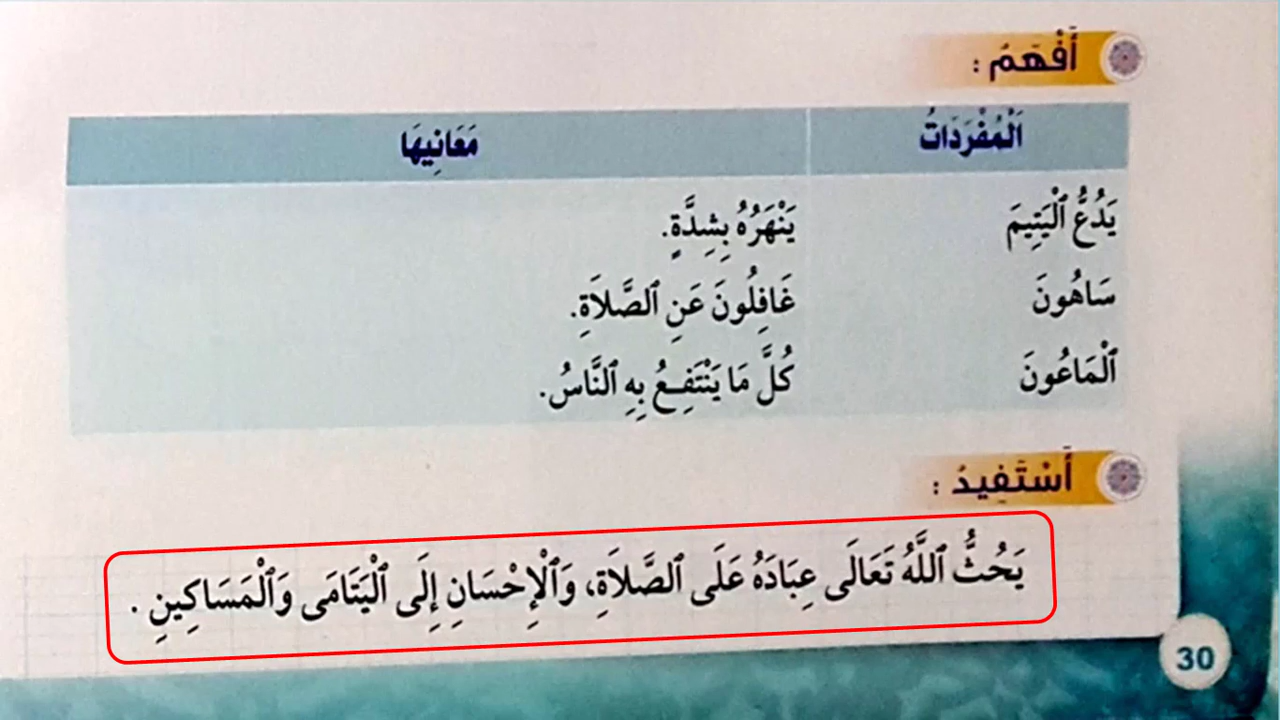 أَفْهَمُ :
اَلْمُفْرَدَاتُ مَعَانِيهَا
يَدُعُّ ٱلْيَتِيمَ يَنْهَرُهُ بِشِدَّةٍ.
سَاهُونَ غَافِلُونَ عَنِ ٱلصَّلَاةِ.
ٱلْمَاعُونَ كُلَّ مَا يَنْتَفِعُ بِهِ ٱلنَّاسُ.
أَسْتَفِيدُ :
يَحُثُّ ٱللَّهُ تَعَالَى عِبَادَهُ عَلَى ٱلصَّلَاةِ، وَٱلْإِحْسَانِ إِلَى ٱلْيَتَامَى وَٱلْمَسَاكِينِ .
30